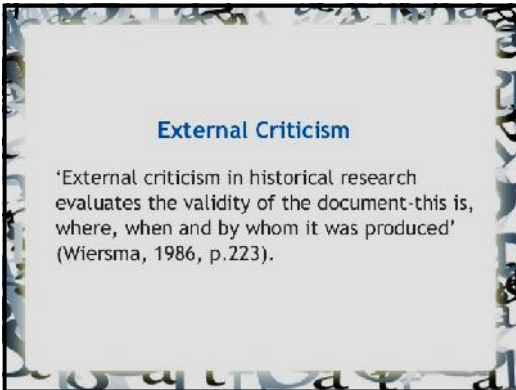 External Criticism
‘External criticism in historical research
evaluates the validity of the document-this is,
where, when and by whom it was produced’
(Wiersma, 1986, p.223).